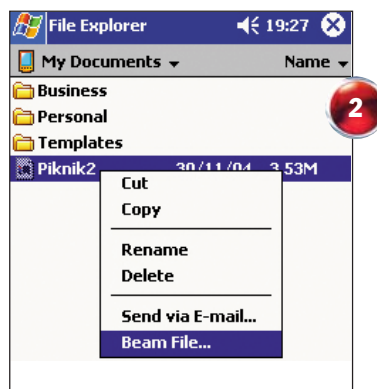 File Explorer 19:27
My Documents Name
Business
Personal
Templates
Piknik2 30/11/04 3,53M
Cut
Copy
Rename
Delete
Send via E-mail...
Beam File...
2